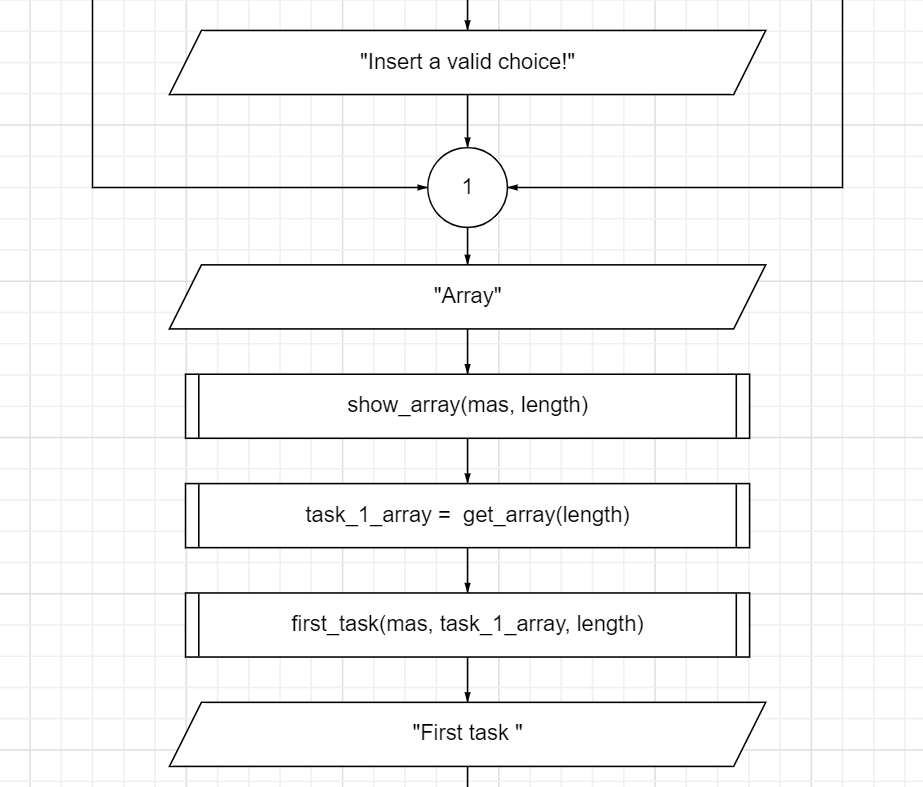 "Insert a valid choice!"
1
"Array"
show_array(mas, length)
task_1_array =  get_array(length)
first_task(mas, task_1_array, length)
"First task "